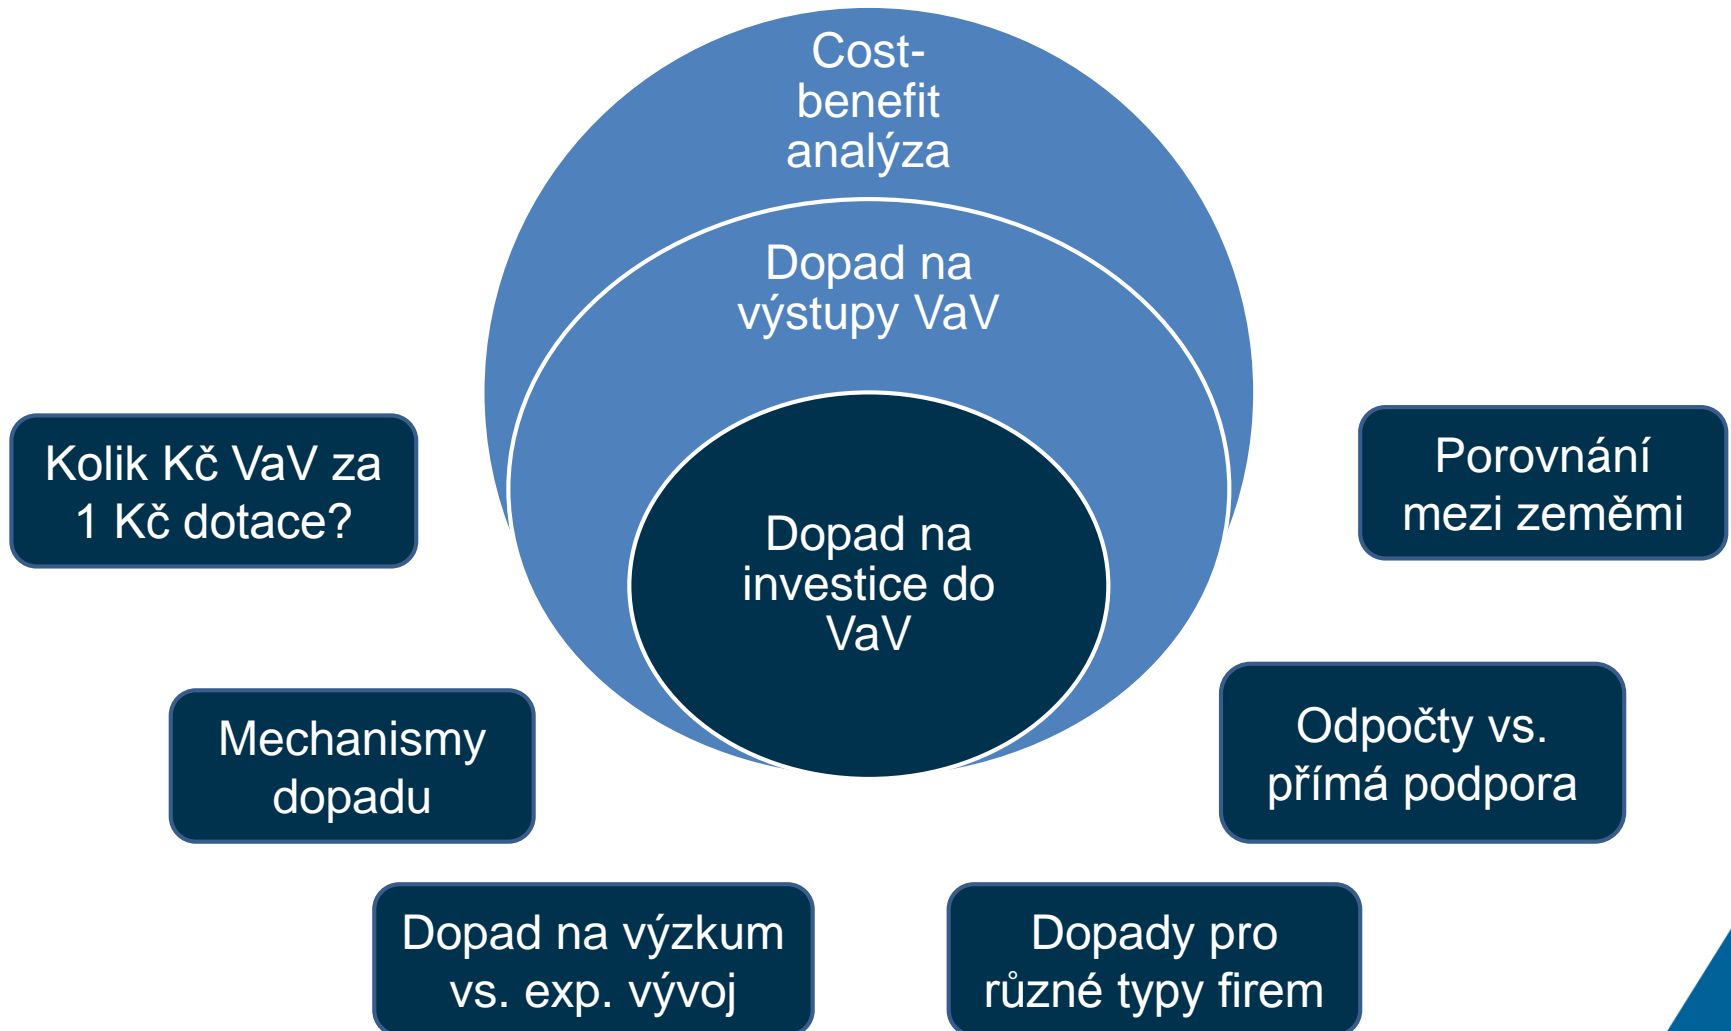 Cost-
benefit
analýza
Dopad na
výstupy VaV
Dopad na
investice do
VaV
Kolik Kč VaV za
1 Kč dotace?
Mechanismy
dopadu
Dopad na výzkum
vs. exp. vývoj
Dopady pro
různé typy firem
Odpočty vs.
přímá podpora
Porovnání
mezi zeměmi